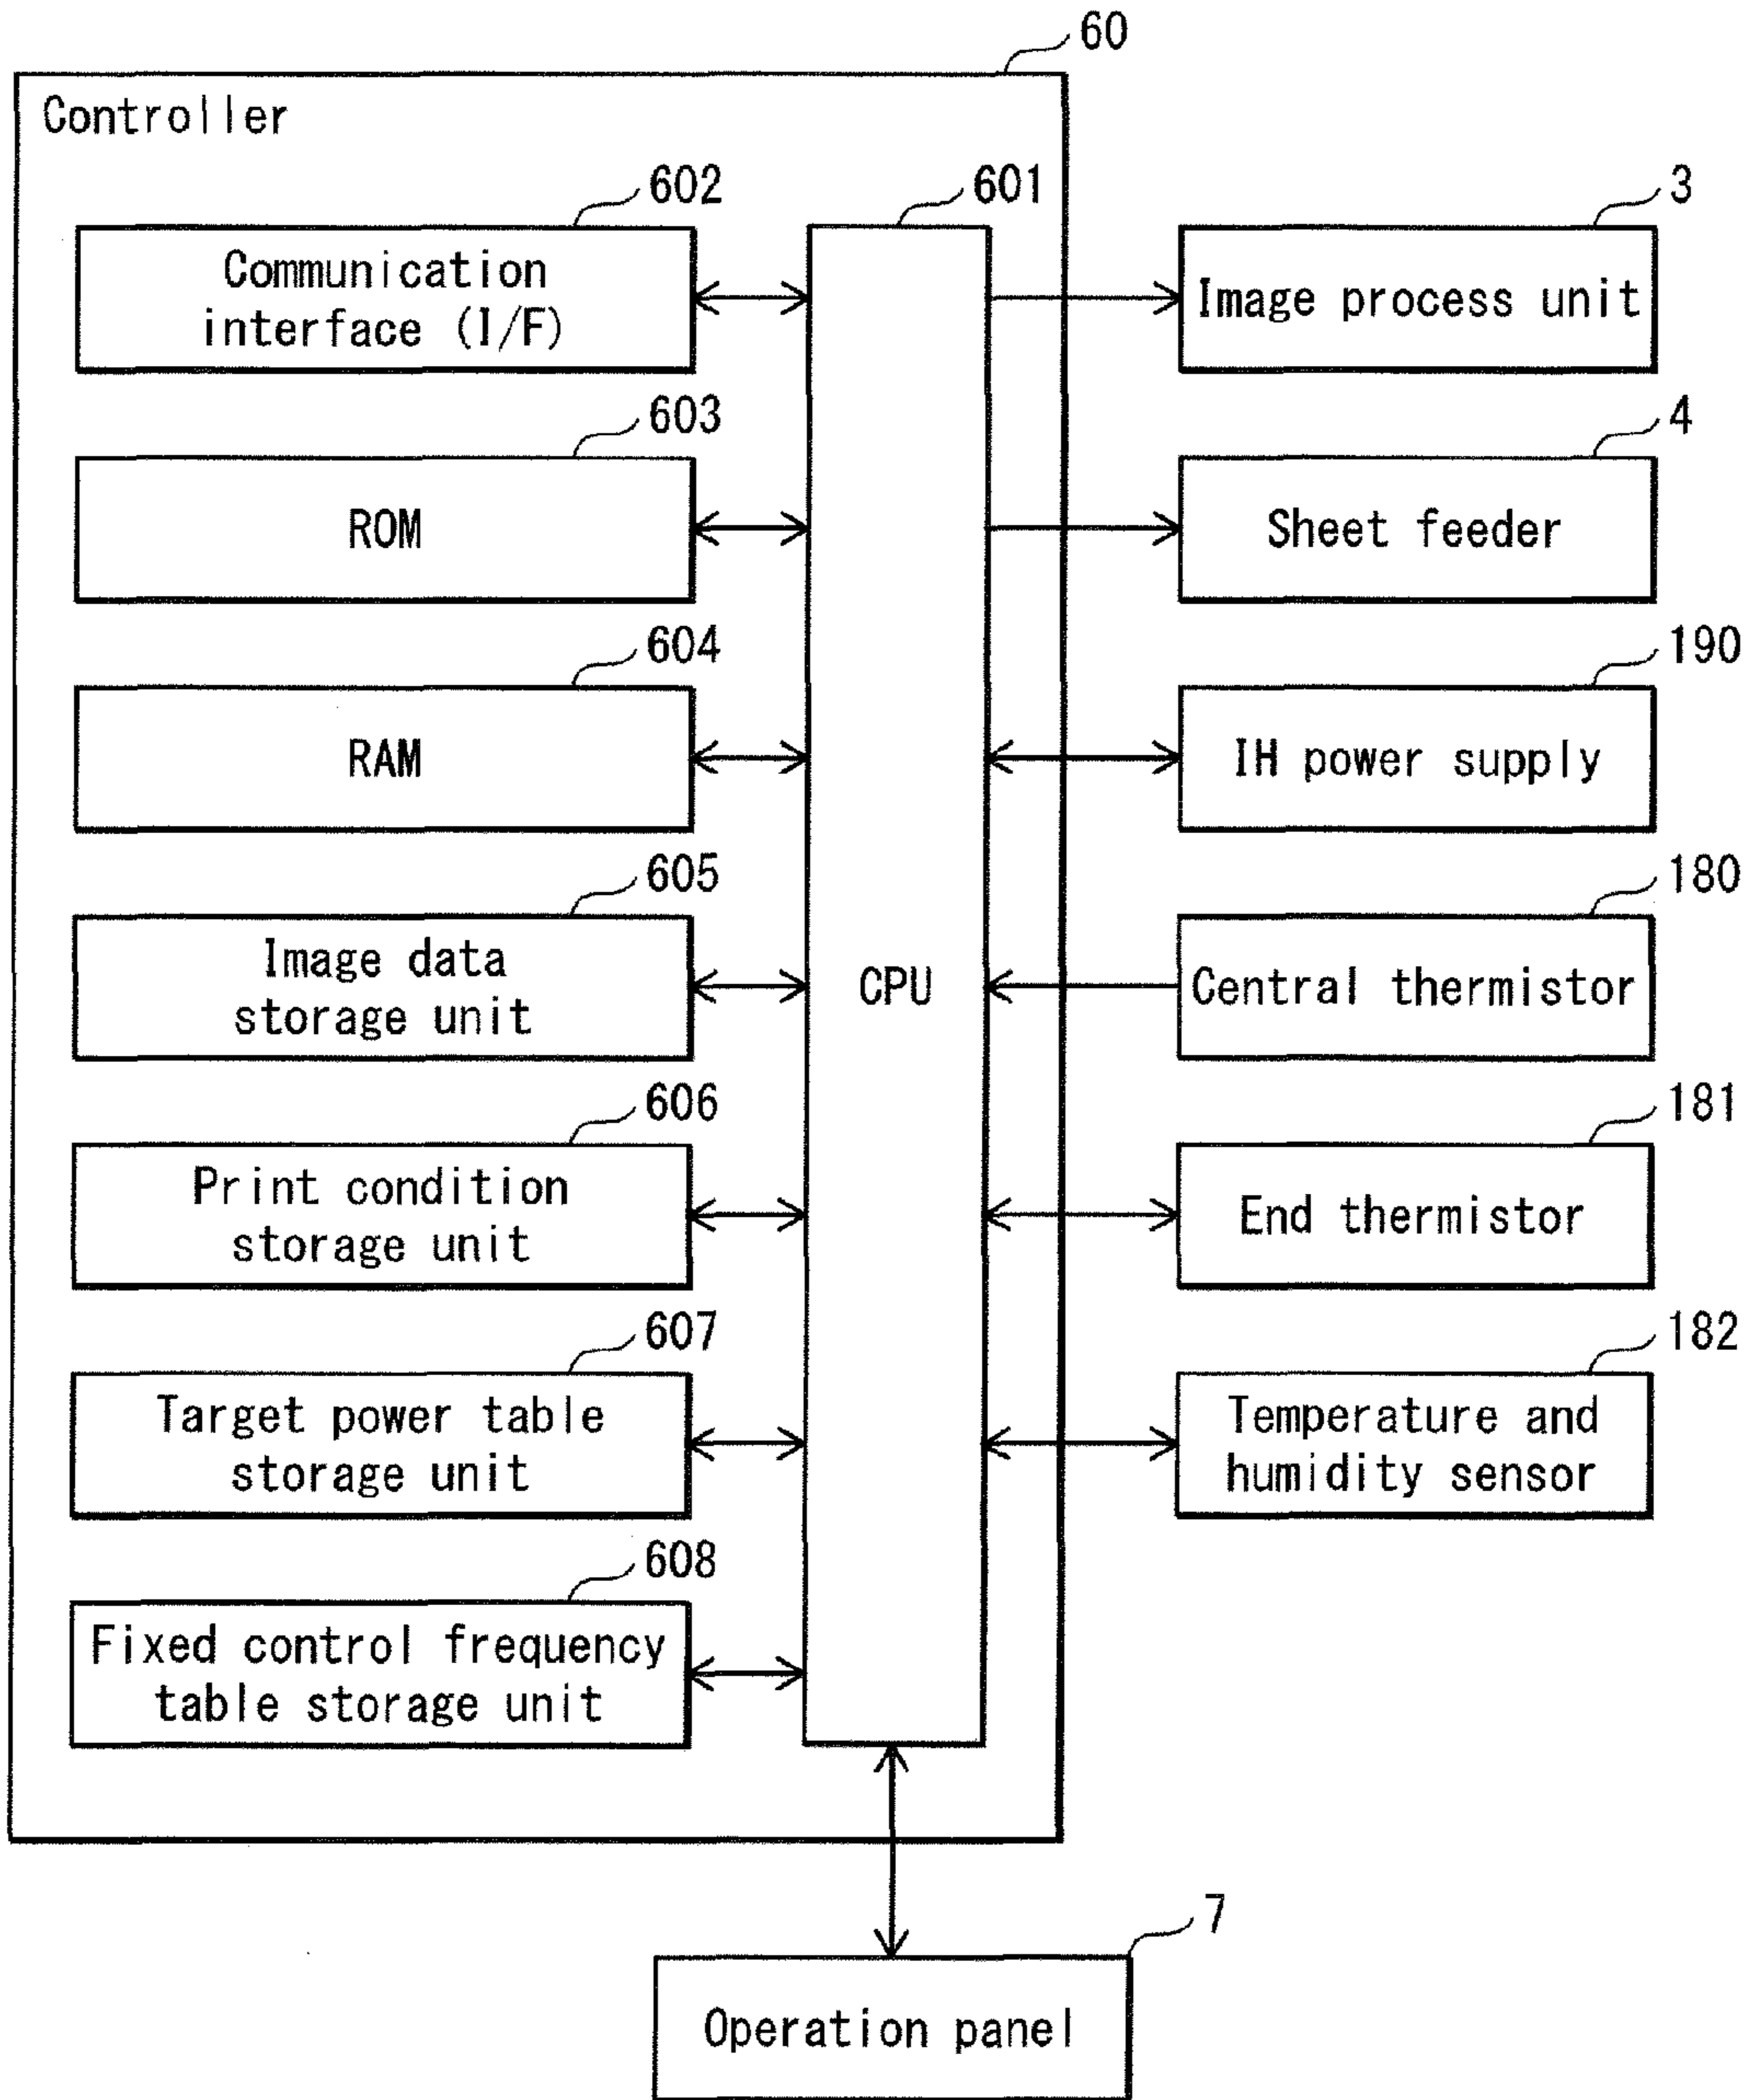 60
Controller
602
601
3
Communication
interface (I/F)
Image process unit
603
4
ROM
Sheet feeder
604
190
RAM
IH power supply
605
180
Image data
storage unit
CPU
Central thermistor
606
181
Print condition
storage unit
End thermistor
607
182
Target power table
storage unit
Temperature and
humidity sensor
608
Fixed control frequency
table storage unit
7
Operation panel